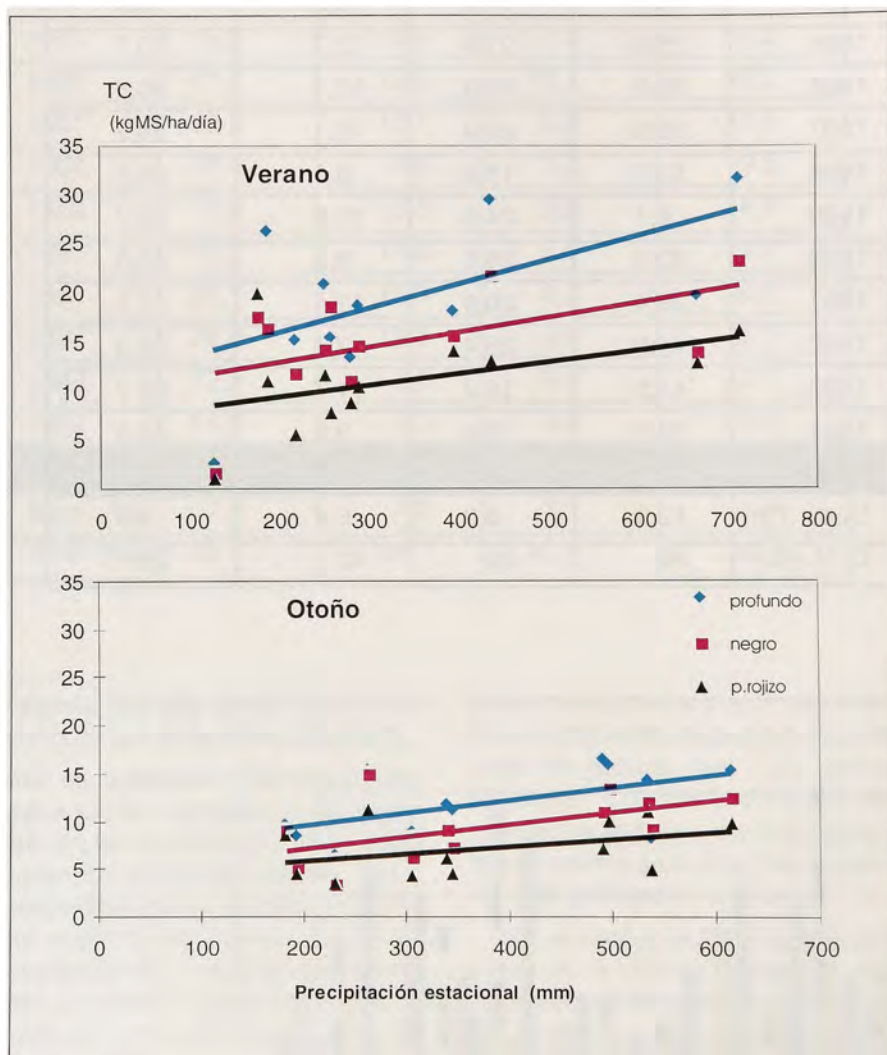 TC
(kgMS/ha/día)
Verano
35
30
25
20
15
10
5
0
0 100 200 300 400 500 600 700 800
Otoño
35
30
25
20
15
10
5
0
profundo
negro
p.rojizo
0 100 200 300 400 500 600 700
Precipitación estacional (mm)